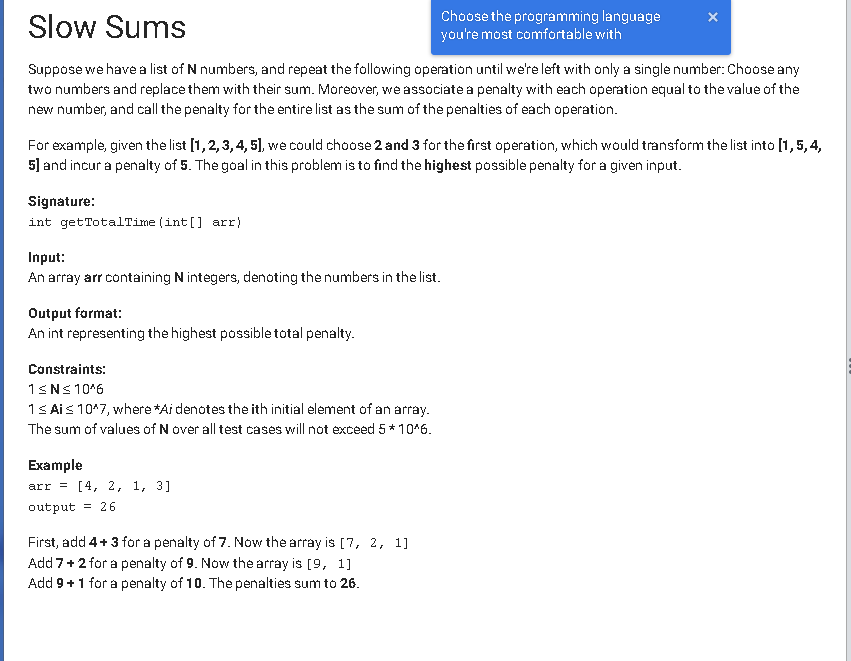 Slow Sums
Choose the programming language
you're most comfortable with
Suppose we have a list of N numbers, and repeat the following operation until we're left with only a single number: Choose any
two numbers and replace them with their sum. Moreover, we associate a penalty with each operation equal to the value of the
new number, and call the penalty for the entire list as the sum of the penalties of each operation.
For example, given the list [1, 2, 3, 4, 5], we could choose 2 and 3 for the first operation, which would transform the list into [1, 5, 4,
5] and incur a penalty of 5. The goal in this problem is to find the highest possible penalty for a given input.
Signature:
int getTotalTime(int[] arr)
Input:
An array arr containing N integers, denoting the numbers in the list.
Output format:
An int representing the highest possible total penalty.
Constraints:
1 ≤ N ≤ 10^6
1 ≤ Ai ≤ 10^7, where *Ai denotes the ith initial element of an array.
The sum of values of N over all test cases will not exceed 5 * 10^6.
Example
arr = [4, 2, 1, 3]
output = 26
First, add 4 + 3 for a penalty of 7. Now the array is [7, 2, 1]
Add 7 + 2 for a penalty of 9. Now the array is [9, 1]
Add 9 + 1 for a penalty of 10. The penalties sum to 26.